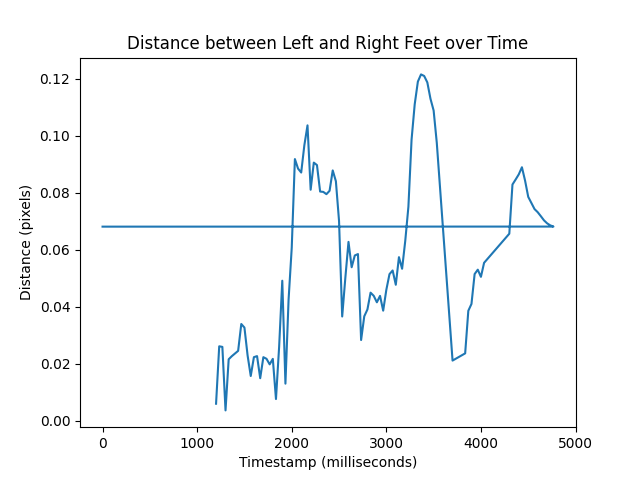 Distance between Left and Right Feet over Time
0.12
0.10
0.08
0.06
0.04
0.02
0.00
Distance (pixels)
0 1000 2000 3000 4000 5000
Timestamp (milliseconds)